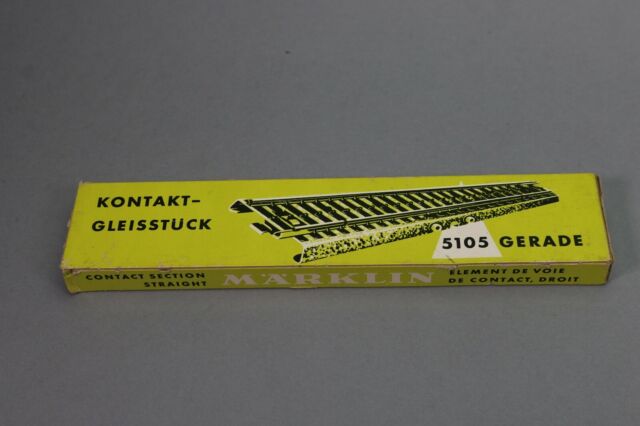 KONTAKT-
GLEISSTÜCK
5105 GERADE
CONTACT SECTION
STRAIGHT
MÄRKLIN
ELEMENT DE VOIE
DE CONTACT, DROIT